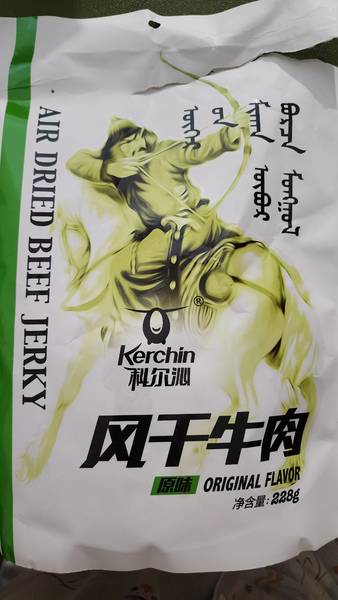 AIR DRIED BEEF JERKY
®
Kerchin
科尔沁
风干牛肉
原味 ORIGINAL FLAVOR
净含量: 228g